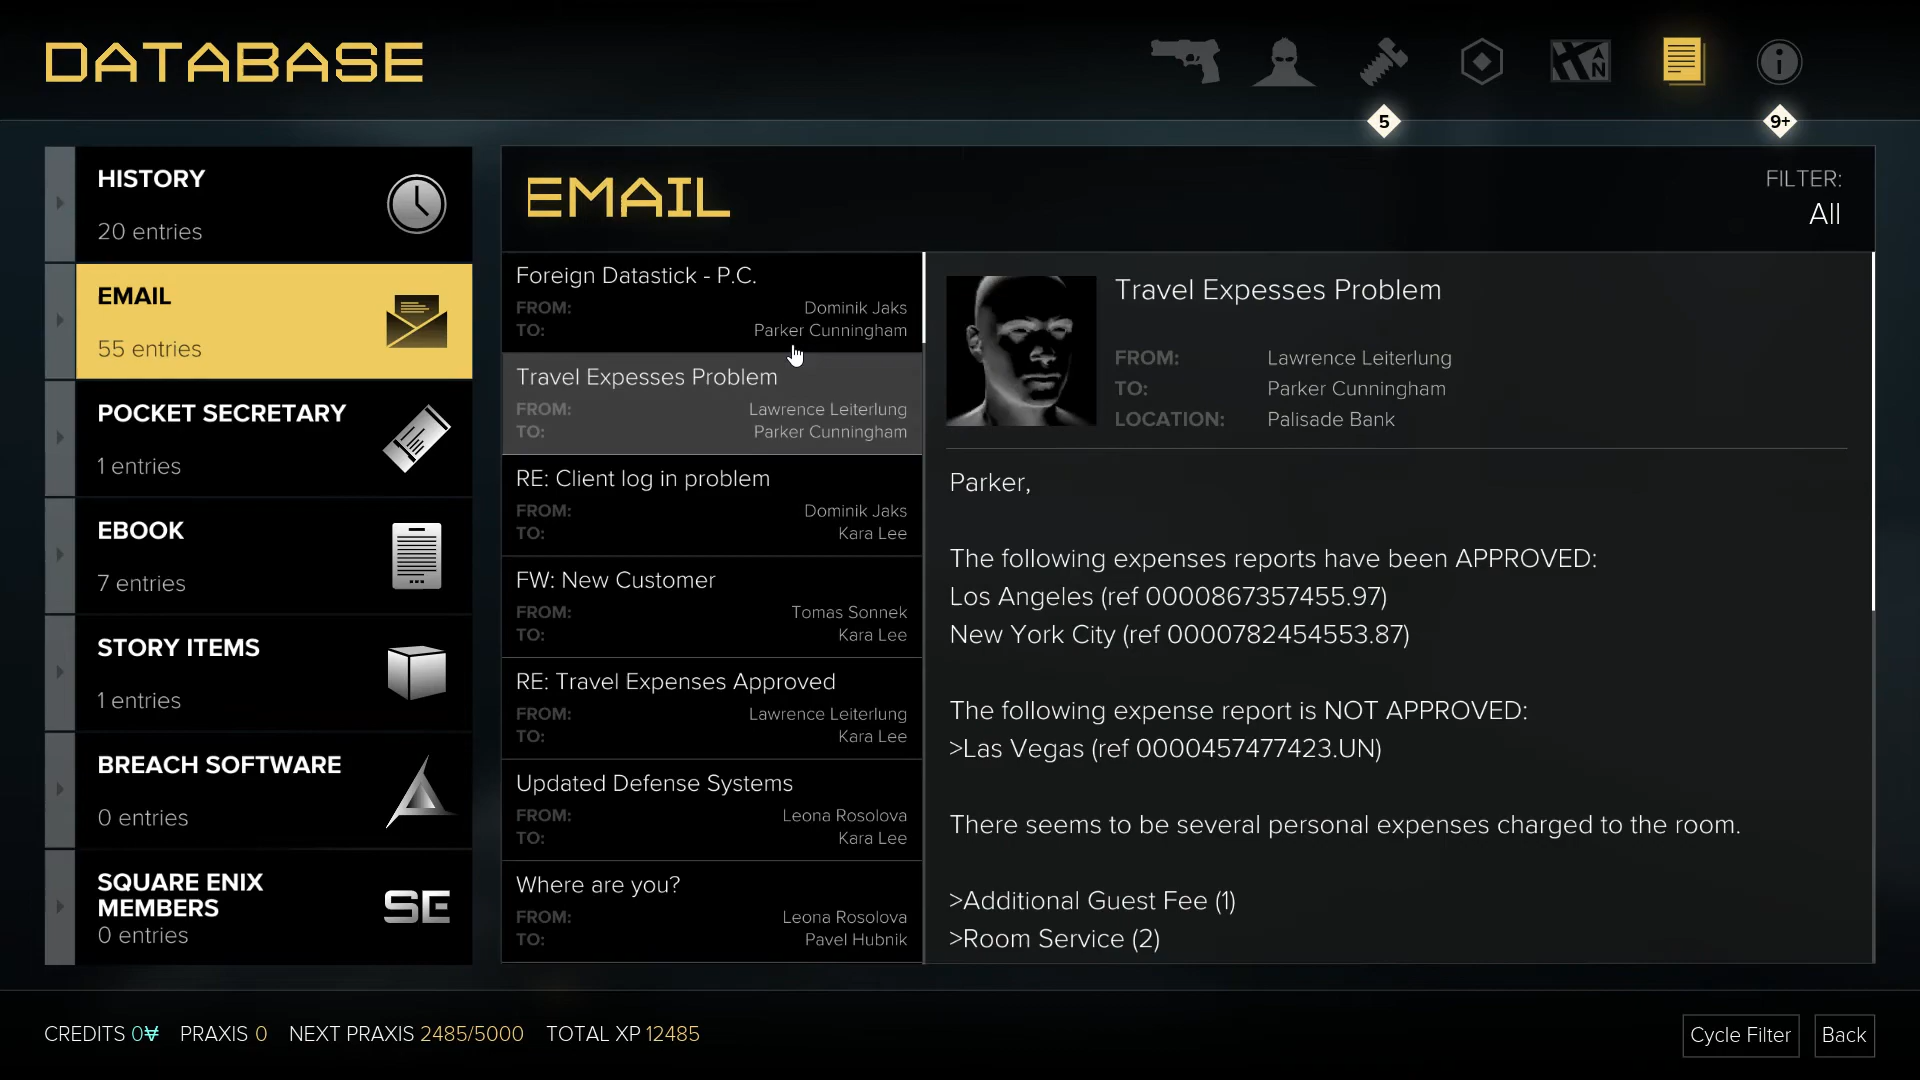 DATABASE
5
9+
HISTORY
20 entries
EMAIL
55 entries
POCKET SECRETARY
1 entries
EBOOK
7 entries
STORY ITEMS
1 entries
BREACH SOFTWARE
0 entries
SQUARE ENIX
MEMBERS
0 entries
SE
EMAIL
FILTER:
All
Foreign Datastick - P.C.
FROM: Dominik Jaks
TO: Parker Cunningham
Travel Expesses Problem
FROM: Lawrence Leiterlung
TO: Parker Cunningham
RE: Client log in problem
FROM: Dominik Jaks
TO: Kara Lee
FW: New Customer
FROM: Tomas Sonnek
TO: Kara Lee
RE: Travel Expenses Approved
FROM: Lawrence Leiterlung
TO: Kara Lee
Updated Defense Systems
FROM: Leona Rosolova
TO: Kara Lee
Where are you?
FROM: Leona Rosolova
TO: Pavel Hubnik
Travel Expesses Problem
FROM: Lawrence Leiterlung
TO: Parker Cunningham
LOCATION: Palisade Bank
Parker,
The following expenses reports have been APPROVED:
Los Angeles (ref 0000867357455.97)
New York City (ref 0000782454553.87)
The following expense report is NOT APPROVED:
>Las Vegas (ref 0000457477423.UN)
There seems to be several personal expenses charged to the room.
>Additional Guest Fee (1)
>Room Service (2)
CREDITS 0 PRAXIS 0 NEXT PRAXIS 2485/5000 TOTAL XP 12485
Cycle Filter
Back
N